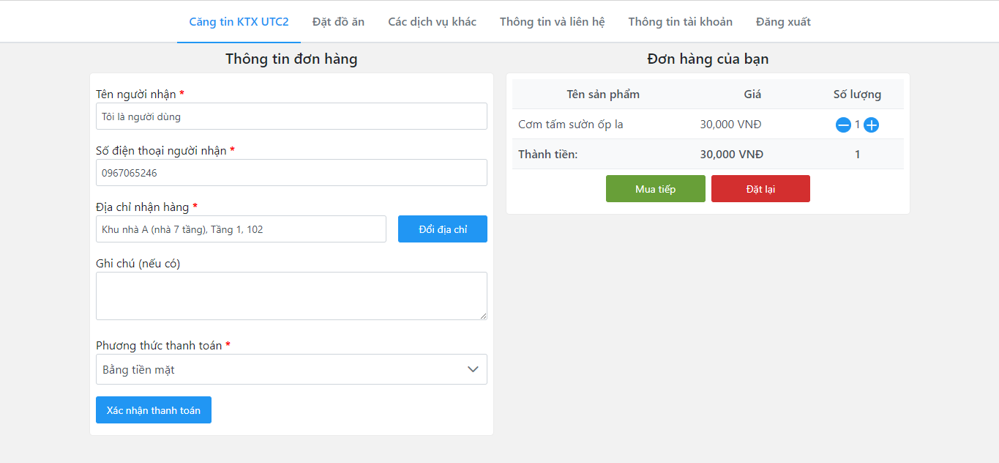 Căng tin KTX UTC2 Đặt đồ ăn Các dịch vụ khác Thông tin và liên hệ Thông tin tài khoản Đăng xuất
Thông tin đơn hàng
Tên người nhận *
Tôi là người dùng
Số điện thoại người nhận *
0967065246
Địa chỉ nhận hàng *
Khu nhà A (nhà 7 tầng), Tầng 1, 102 Đổi địa chỉ
Ghi chú (nếu có)
Phương thức thanh toán *
Bằng tiền mặt
Xác nhận thanh toán
Đơn hàng của bạn
Tên sản phẩm Giá Số lượng
Cơm tấm sườn ốp la 30,000 VNĐ 1
Thành tiền: 30,000 VNĐ 1
Mua tiếp Đặt lại